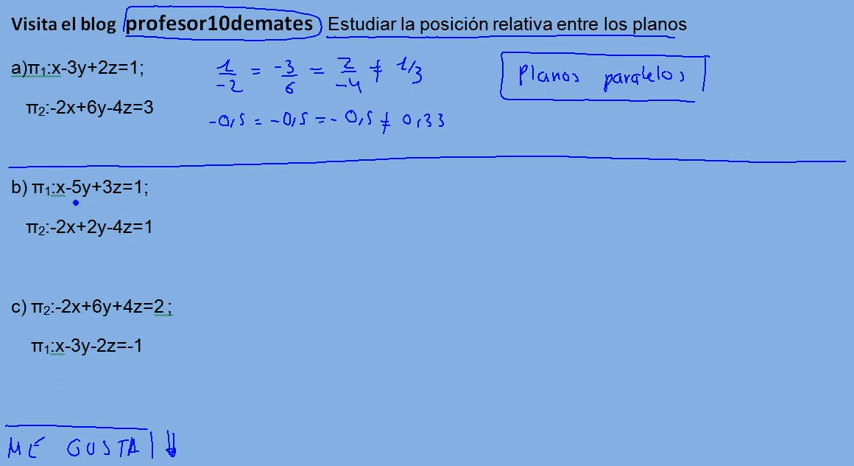 Visita el blog profesor10demates Estudiar la posición relativa entre los planos
a)π₁:x-3y+2z=1; 1/-2 = -3/6 = 2/-4 ≠ 1/3 Planos paralelos
π₂:-2x+6y-4z=3
-0,5 = -0,5 = -0,5 ≠ 0,33
b) π₁:x-5y+3z=1;
π₂:-2x+2y-4z=1
c) π₂:-2x+6y+4z=2;
π₁:x-3y-2z=-1
ME GUSTA